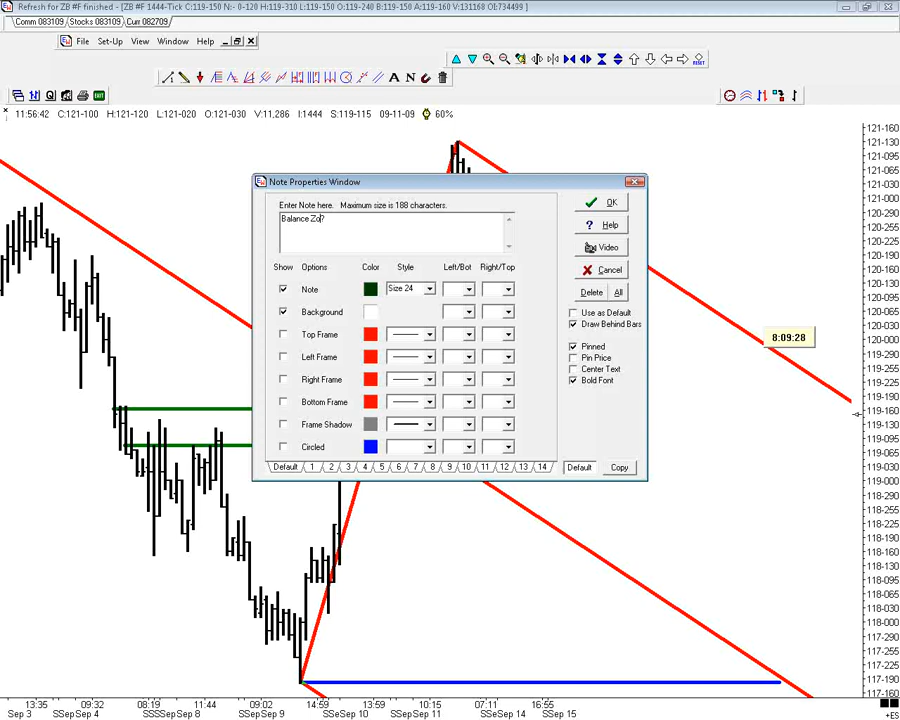 Refresh for ZB #F finished - [ZB #F 1444-Tick C:119-150 N:- 0-120 H:119-310 L:119-150 O:119-240 B:119-150 A:119-160 V:131168 OI:734499 ]
Comm 083109 Stocks 083109 Curr 082709
File Set-Up View Window Help
A N
RESET
11:56:42 C:121-100 H:121-120 L:121-020 O:121-030 V:11,286 I:1444 S:119-115 09-11-09 60%
Note Properties Window
Enter Note here. Maximum size is 188 characters.
Balance Zo?
Show Options Color Style Left/Bot Right/Top
Note Size 24
Background
Top Frame
Left Frame
Right Frame
Bottom Frame
Frame Shadow
Circled
Default 1 2 3 4 5 6 7 8 9 10 11 12 13 14
OK
? Help
Video
Cancel
Delete All
Use as Default
Draw Behind Bars
Pinned
Pin Price
Center Text
Bold Font
Default Copy
8:09:28
121-160
121-130
121-095
121-065
121-030
121-000
120-290
120-255
120-225
120-190
120-160
120-130
120-095
120-065
120-030
120-000
119-290
119-255
119-225
119-190
119-160
119-130
119-095
119-065
119-030
119-000
118-290
118-255
118-225
118-190
118-160
118-130
118-095
118-065
118-030
118-000
117-290
117-255
117-225
117-190
117-160
13:35 09:32 08:19 11:44 09:02 14:59 13:59 10:15 07:11 16:55
Sep 3 SSepSep 4 SSSSepSep 8 SSepSep 9 SSeSep 10 SSepSep 11 SSeSep 14 SSeSep 15
+ES